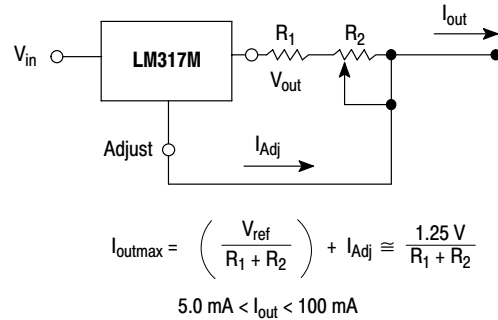 I_out
R_1 R_2
V_in LM317M
V_out
Adjust I_Adj
I_outmax = ( V_ref / R_1 + R_2 ) + I_Adj ≅ 1.25 V / R_1 + R_2
5.0 mA < I_out < 100 mA